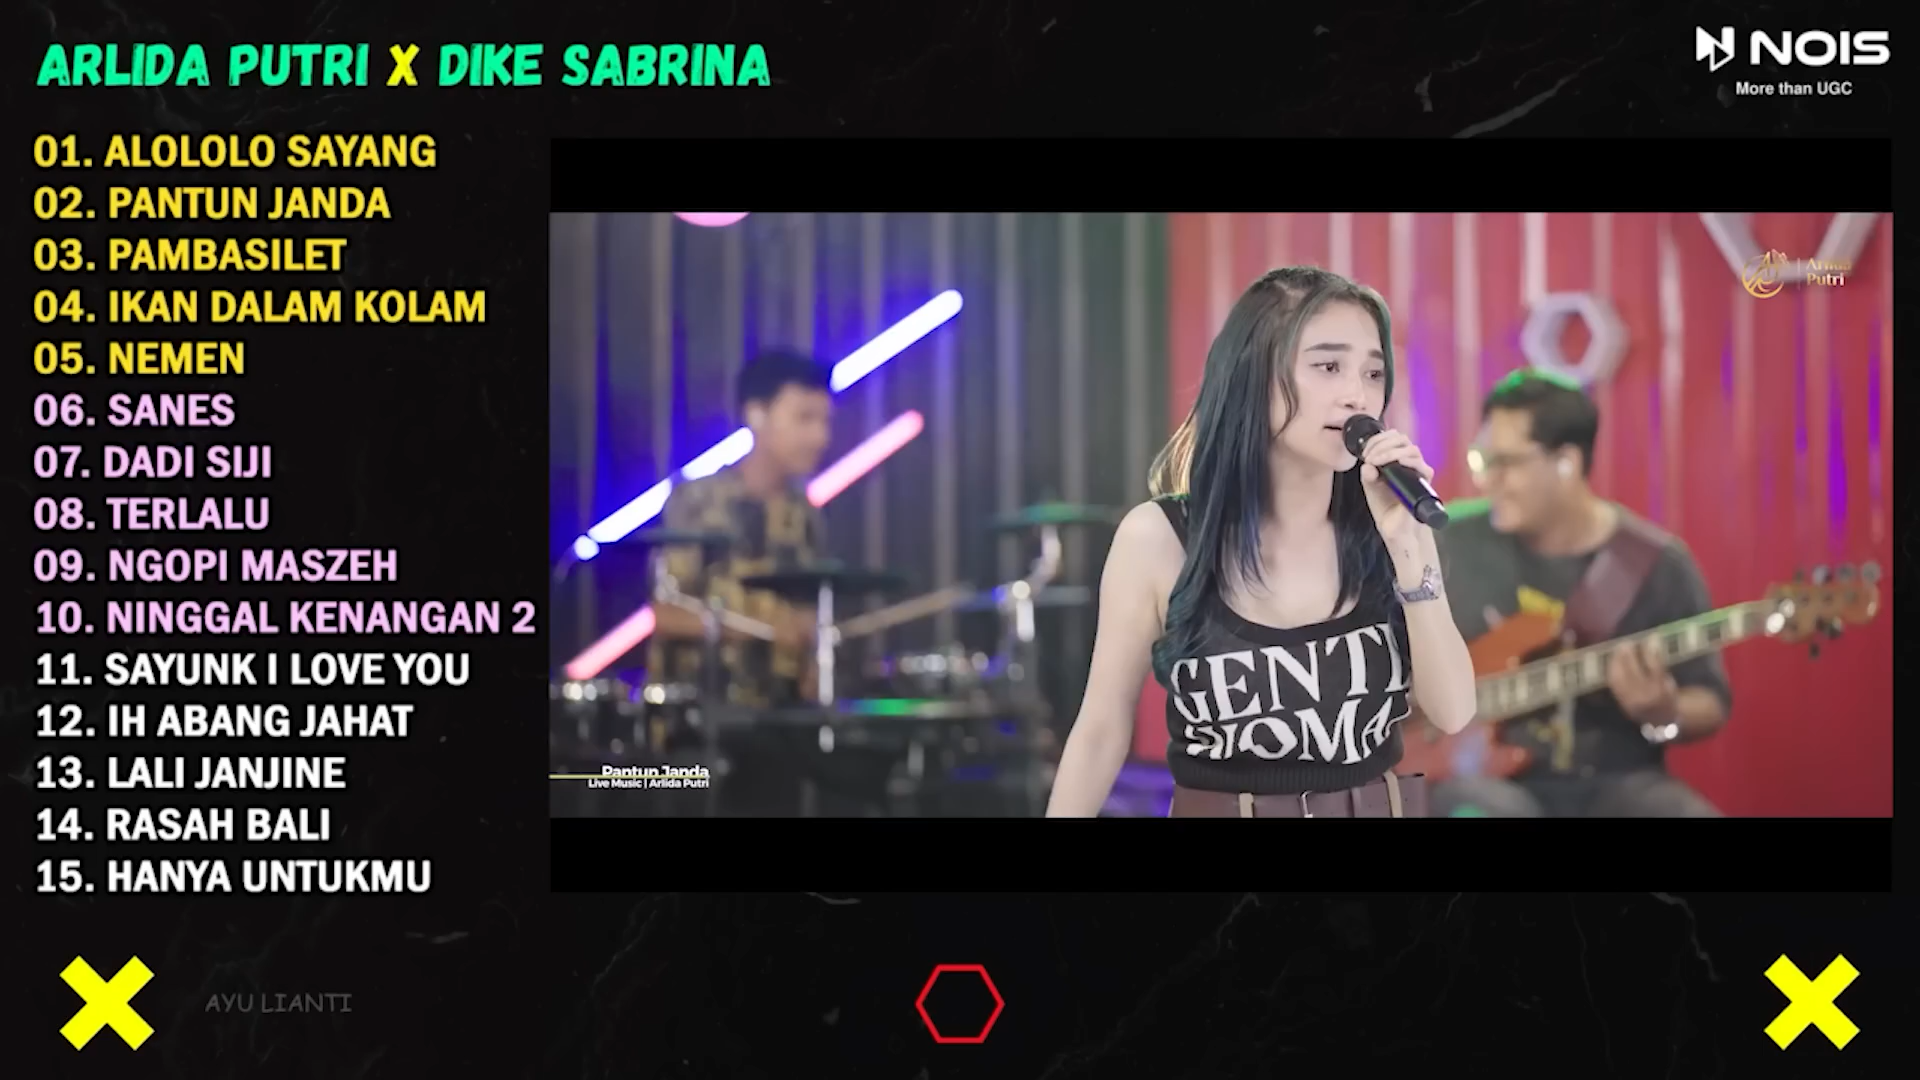 ARLIDA PUTRI X DIKE SABRINA
NOIS
More than UGC
01. ALOLOLO SAYANG
02. PANTUN JANDA
03. PAMBASILET
04. IKAN DALAM KOLAM
05. NEMEN
06. SANES
07. DADI SIJI
08. TERLALU
09. NGOPI MASZEH
10. NINGGAL KENANGAN 2
11. SAYUNK I LOVE YOU
12. IH ABANG JAHAT
13. LALI JANJINE
14. RASAH BALI
15. HANYA UNTUKMU
Arlida
Putri
GENTL
WOMA
Pantun Janda
Live Music | Arlida Putri
AYU LIANTI